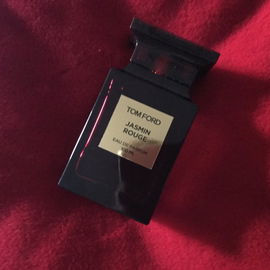 TOM FORD
JASMIN
ROUGE
EAU DE PARFUM